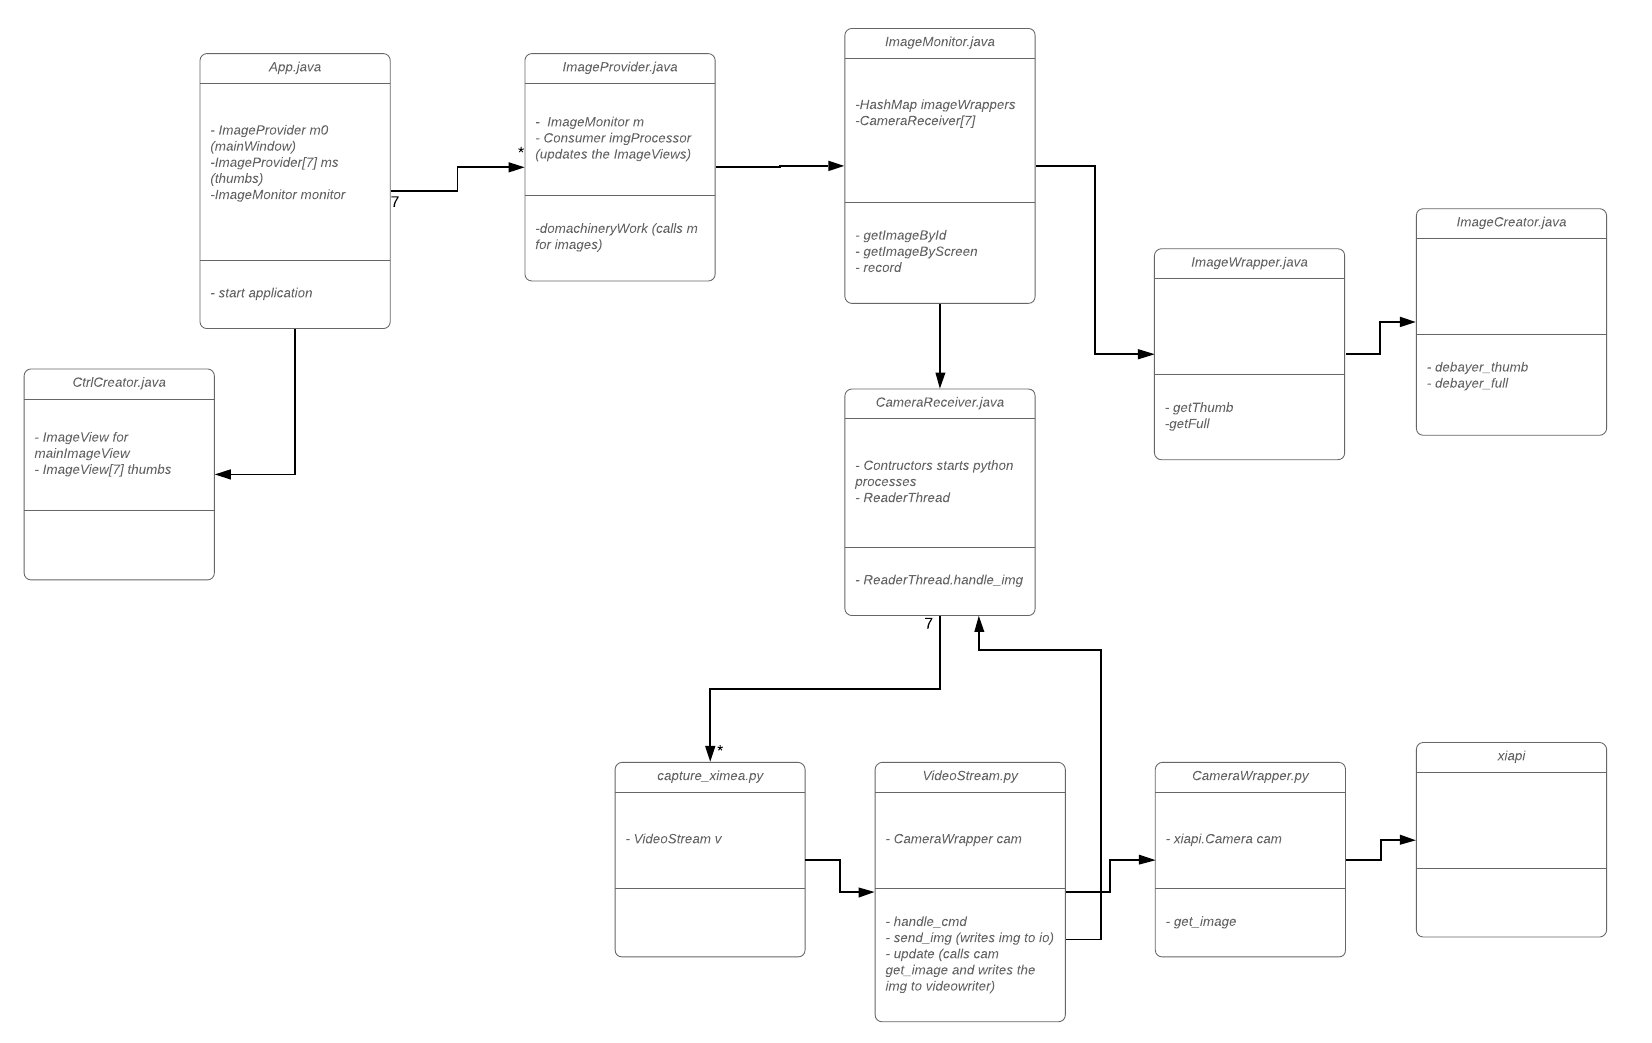 App.java
- ImageProvider m0
(mainWindow)
-ImageProvider[7] ms
(thumbs)
-ImageMonitor monitor
- start application
7
*
ImageProvider.java
- ImageMonitor m
- Consumer imgProcessor
(updates the ImageViews)
-domachineryWork (calls m
for images)
ImageMonitor.java
-HashMap imageWrappers
-CameraReceiver[7]
- getImageById
- getImageByScreen
- record
ImageWrapper.java
- getThumb
-getFull
ImageCreator.java
- debayer_thumb
- debayer_full
CtrlCreator.java
- ImageView for
mainImageView
- ImageView[7] thumbs
CameraReceiver.java
- Contructors starts python
processes
- ReaderThread
- ReaderThread.handle_img
7
*
capture_ximea.py
- VideoStream v
VideoStream.py
- CameraWrapper cam
- handle_cmd
- send_img (writes img to io)
- update (calls cam
get_image and writes the
img to videowriter)
CameraWrapper.py
- xiapi.Camera cam
- get_image
xiapi